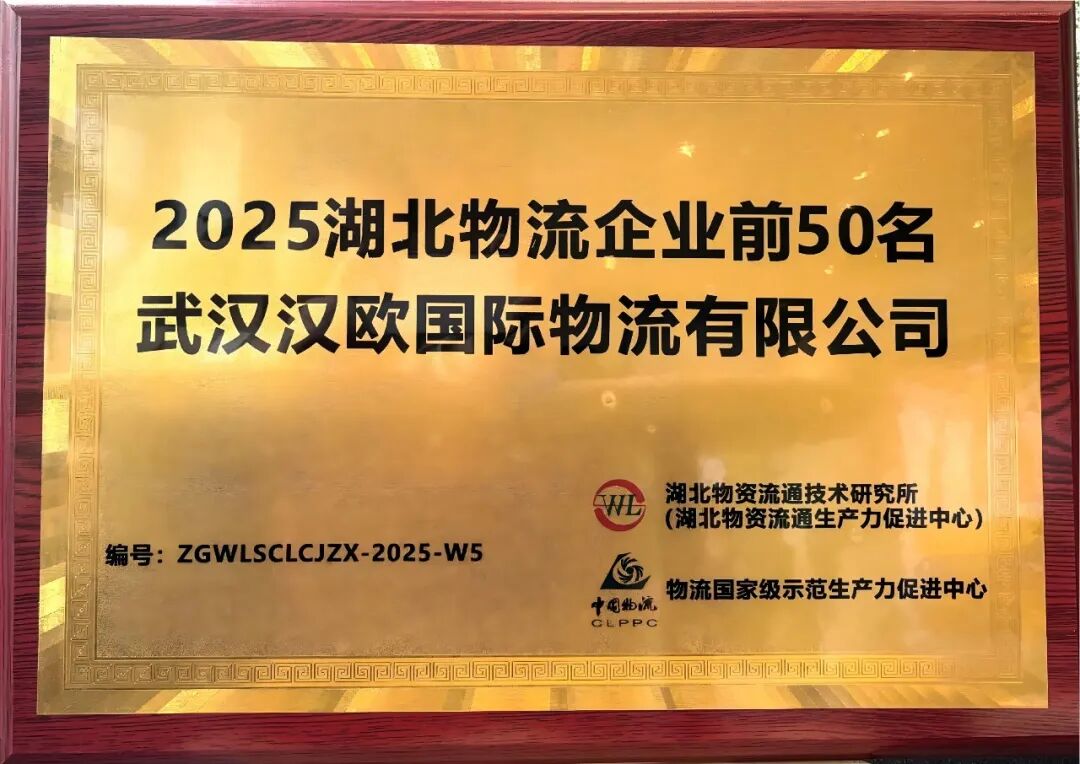 2025湖北物流企业前50名
武汉汉欧国际物流有限公司
编号：ZGWLSCLCJZX-2025-W5
WL
湖北物资流通技术研究所
（湖北物资流通生产力促进中心）
中国物流
CLPPC
物流国家级示范生产力促进中心